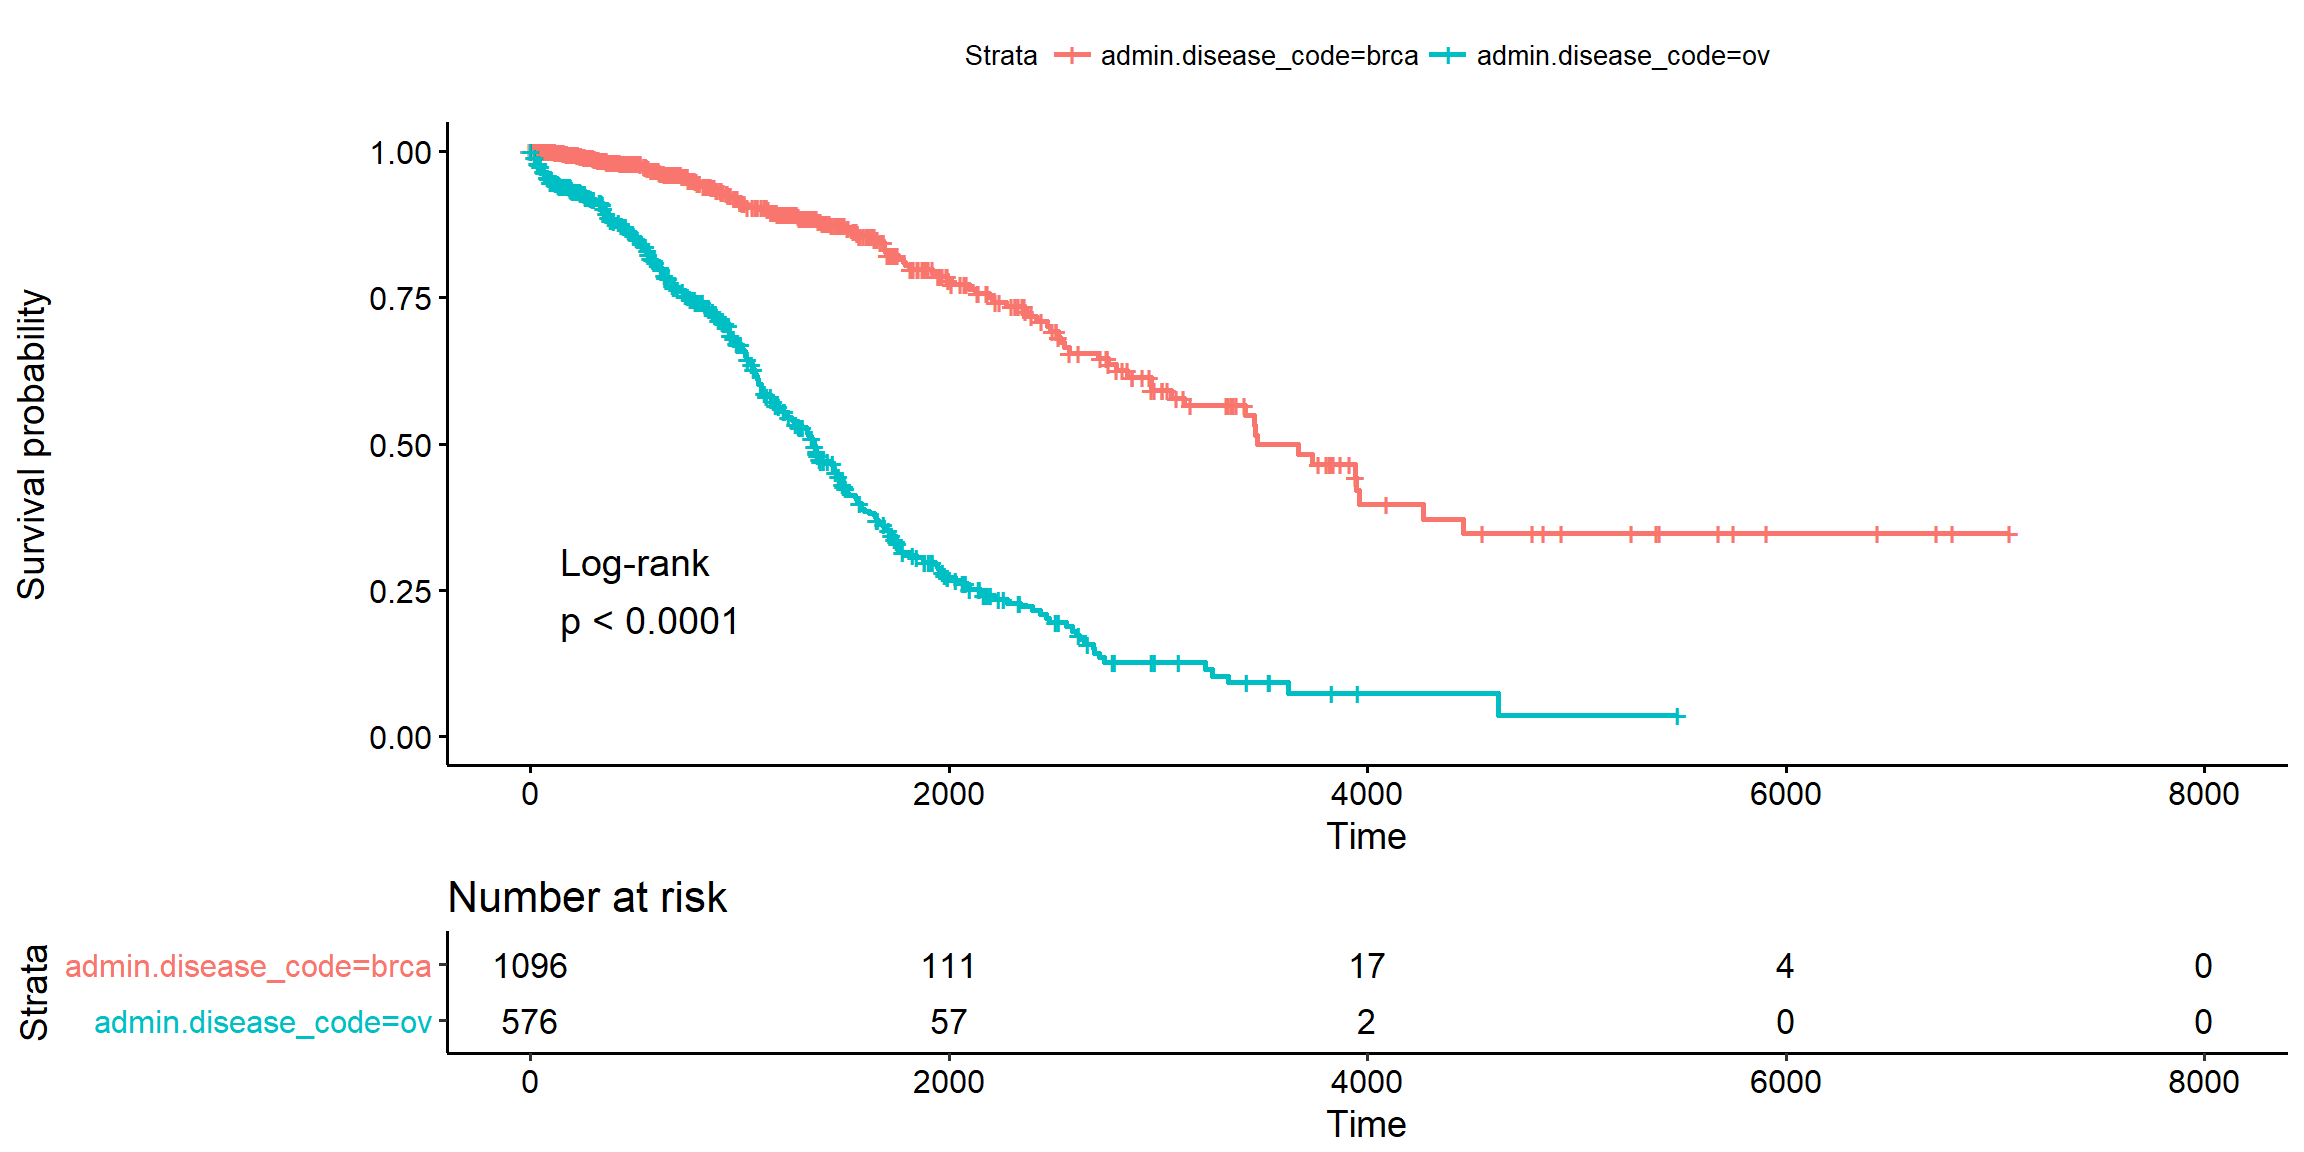 Strata admin.disease_code=brca admin.disease_code=ov
1.00
0.75
0.50
0.25
0.00
Survival probability
Log-rank
p < 0.0001
0 2000 4000 6000 8000
Time
Number at risk
Strata
admin.disease_code=brca 1096 111 17 4 0
admin.disease_code=ov 576 57 2 0 0
0 2000 4000 6000 8000
Time